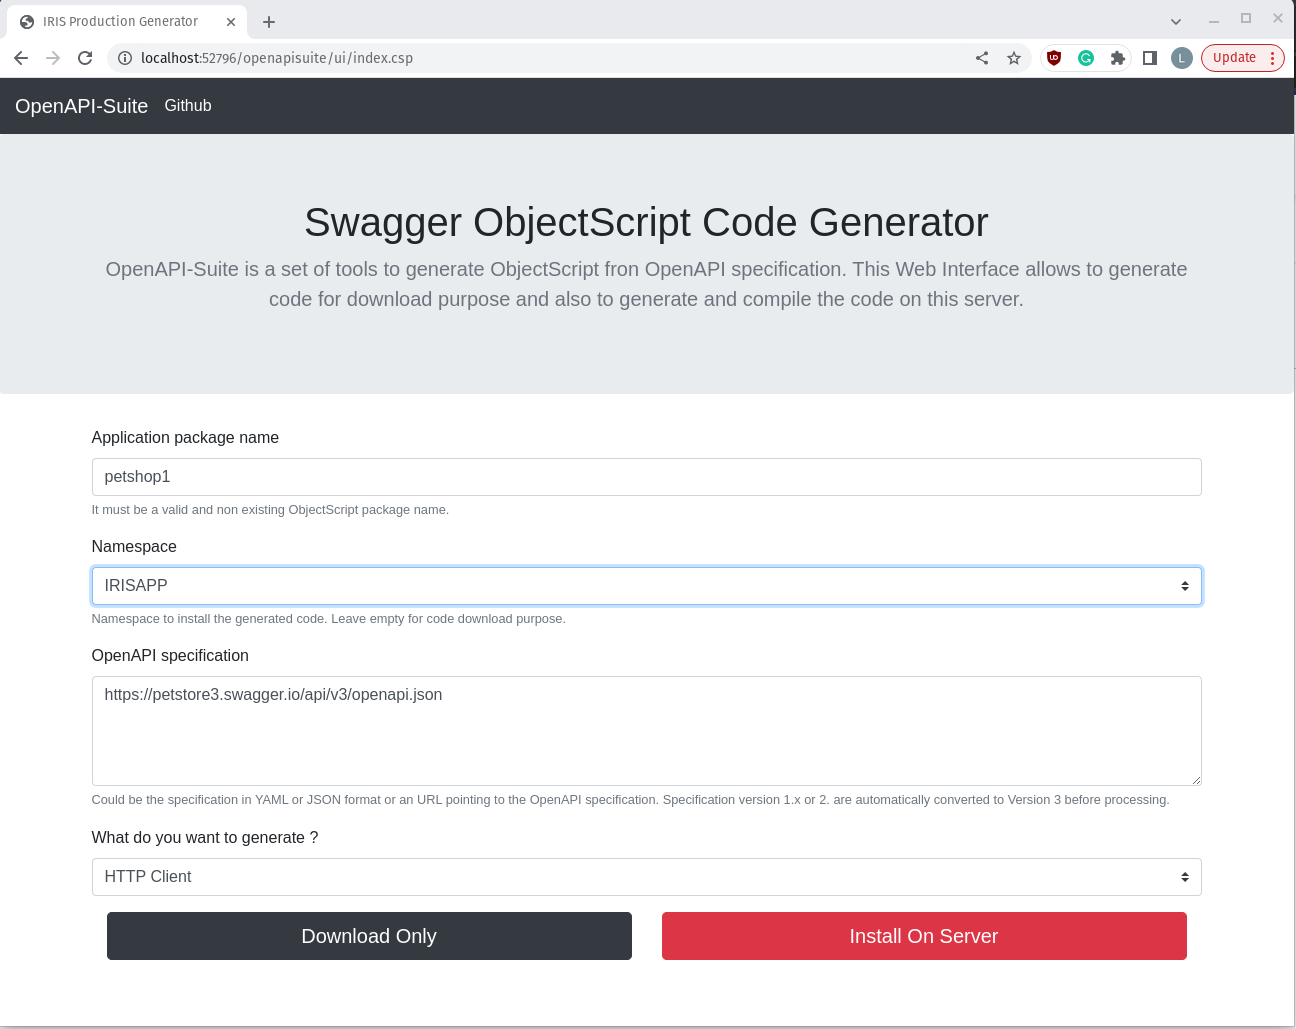 IRIS Production Generator
localhost:52796/openapisuite/ui/index.csp
L
Update
OpenAPI-Suite Github
Swagger ObjectScript Code Generator
OpenAPI-Suite is a set of tools to generate ObjectScript fron OpenAPI specification. This Web Interface allows to generate
code for download purpose and also to generate and compile the code on this server.
Application package name
petshop1
It must be a valid and non existing ObjectScript package name.
Namespace
IRISAPP
Namespace to install the generated code. Leave empty for code download purpose.
OpenAPI specification
https://petstore3.swagger.io/api/v3/openapi.json
Could be the specification in YAML or JSON format or an URL pointing to the OpenAPI specification. Specification version 1.x or 2. are automatically converted to Version 3 before processing.
What do you want to generate ?
HTTP Client
Download Only
Install On Server